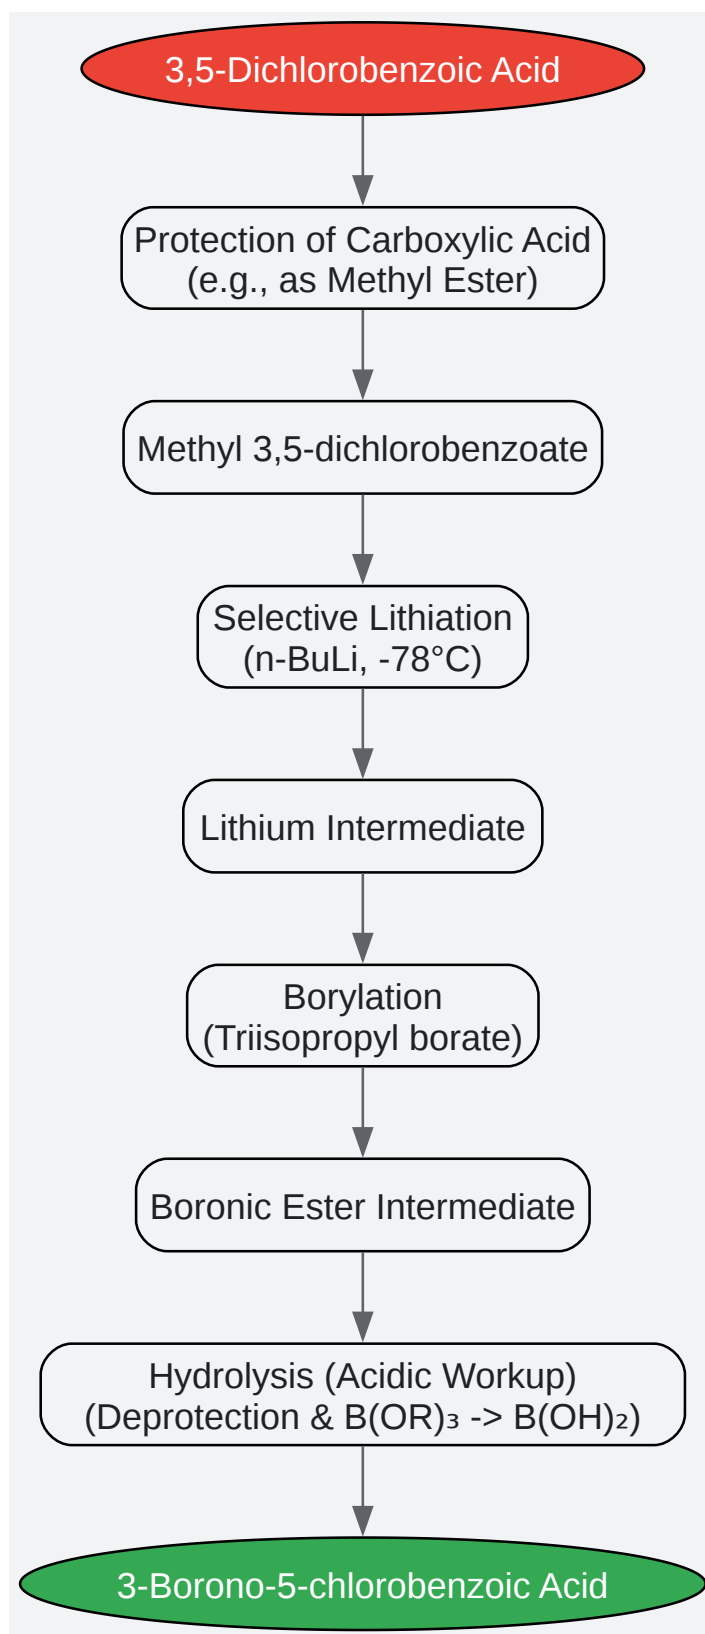 3,5-Dichlorobenzoic Acid
Protection of Carboxylic Acid
(e.g., as Methyl Ester)
Methyl 3,5-dichlorobenzoate
Selective Lithiation
(n-BuLi, -78°C)
Lithium Intermediate
Borylation
(Triisopropyl borate)
Boronic Ester Intermediate
Hydrolysis (Acidic Workup)
(Deprotection & B(OR)₃ -> B(OH)₂)
3-Borono-5-chlorobenzoic Acid